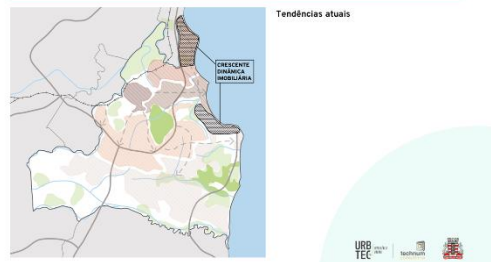 Tendências atuais
CRESCENTE
DINÂMICA
IMOBILIÁRIA
URB
TEC
technum